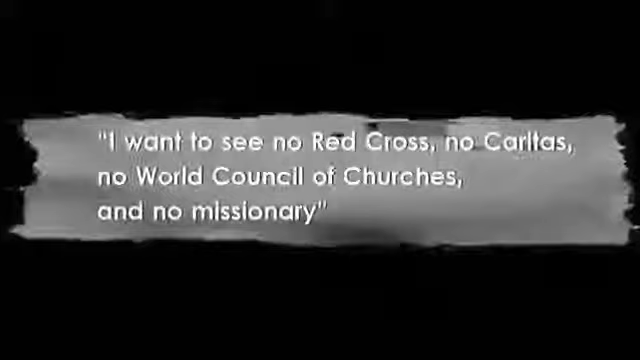 "I want to see no Red Cross, no Caritas,
no World Council of Churches,
and no missionary"